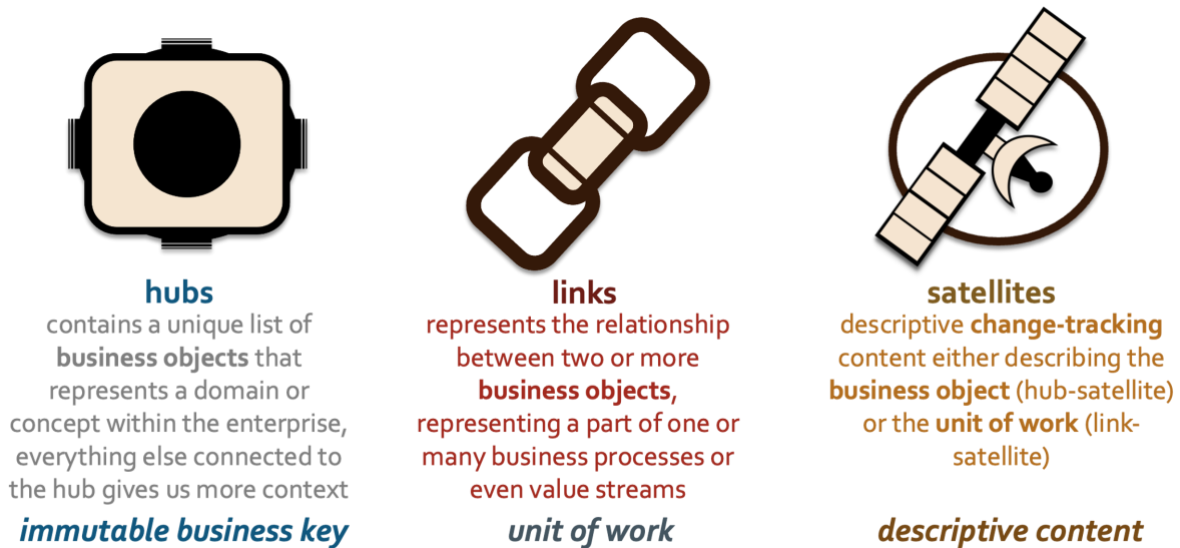 hubs
contains a unique list of
business objects that
represents a domain or
concept within the enterprise,
everything else connected to
the hub gives us more context
immutable business key
links
represents the relationship
between two or more
business objects,
representing a part of one or
many business processes or
even value streams
unit of work
satellites
descriptive change-tracking
content either describing the
business object (hub-satellite)
or the unit of work (link-
satellite)
descriptive content